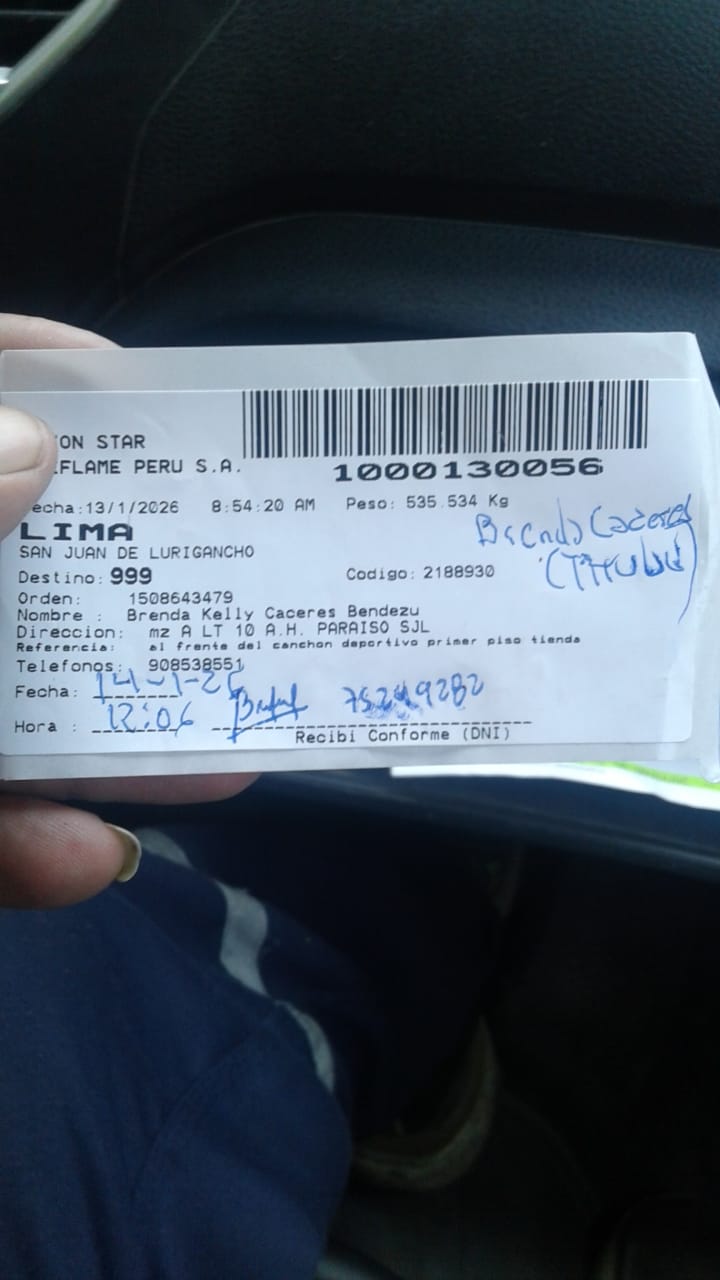 ON STAR
FLAME PERU S.A.
1000130056
echa:13/1/2026 8:54:20 AM Peso: 535.534 Kg
LIMA
SAN JUAN DE LURIGANCHO
Brenda Caceres
(Titular)
Destino: 999 Codigo: 2188930
Orden: 1508643479
Nombre : Brenda Kelly Caceres Bendezu
Direccion: mz A LT 10 A.H. PARAISO SJL
Referencia: al frente del canchon deportivo primer piso tienda
Telefonos: 908538551
Fecha: 14-1-26
Hora : 12:06
Recibi Conforme (DNI)